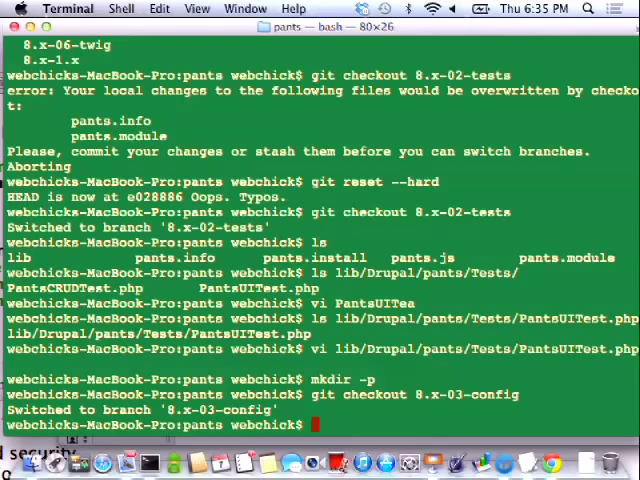 Terminal Shell Edit View Window Help Thu 6:35 PM
pants — bash — 80×26
8.x-06-twig
8.x-1.x
webchicks-MacBook-Pro:pants webchick$ git checkout 8.x-02-tests
error: Your local changes to the following files would be overwritten by checkou
t:
pants.info
pants.module
Please, commit your changes or stash them before you can switch branches.
Aborting
webchicks-MacBook-Pro:pants webchick$ git reset --hard
HEAD is now at e028886 Oops. Typos.
webchicks-MacBook-Pro:pants webchick$ git checkout 8.x-02-tests
Switched to branch '8.x-02-tests'
webchicks-MacBook-Pro:pants webchick$ ls
lib pants.info pants.install pants.js pants.module
webchicks-MacBook-Pro:pants webchick$ ls lib/Drupal/pants/Tests/
PantsCRUDTest.php PantsUITest.php
webchicks-MacBook-Pro:pants webchick$ vi PantsUITea
webchicks-MacBook-Pro:pants webchick$ ls lib/Drupal/pants/Tests/PantsUITest.php
lib/Drupal/pants/Tests/PantsUITest.php
webchicks-MacBook-Pro:pants webchick$ vi lib/Drupal/pants/Tests/PantsUITest.php
webchicks-MacBook-Pro:pants webchick$ mkdir -p
webchicks-MacBook-Pro:pants webchick$ git checkout 8.x-03-config
Switched to branch '8.x-03-config'
webchicks-MacBook-Pro:pants webchick$
d security